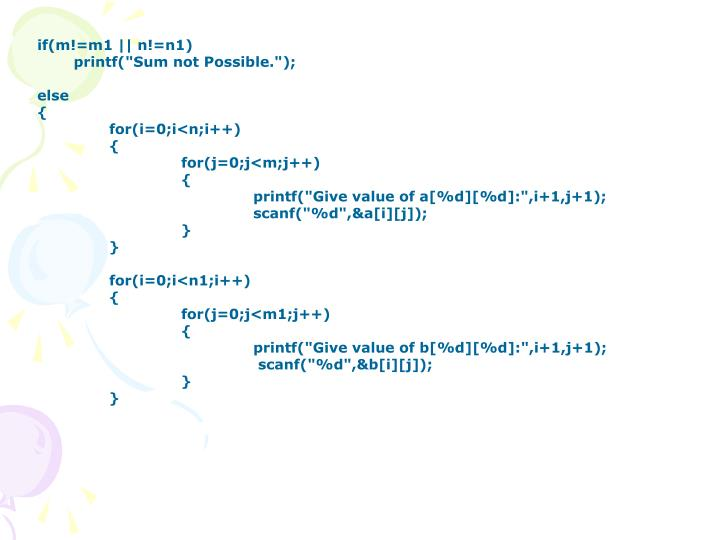 if(m!=m1 || n!=n1)
printf("Sum not Possible.");
else
{
for(i=0;i<n;i++)
{
for(j=0;j<m;j++)
{
printf("Give value of a[%d][%d]:",i+1,j+1);
scanf("%d",&a[i][j]);
}
}
for(i=0;i<n1;i++)
{
for(j=0;j<m1;j++)
{
printf("Give value of b[%d][%d]:",i+1,j+1);
scanf("%d",&b[i][j]);
}
}